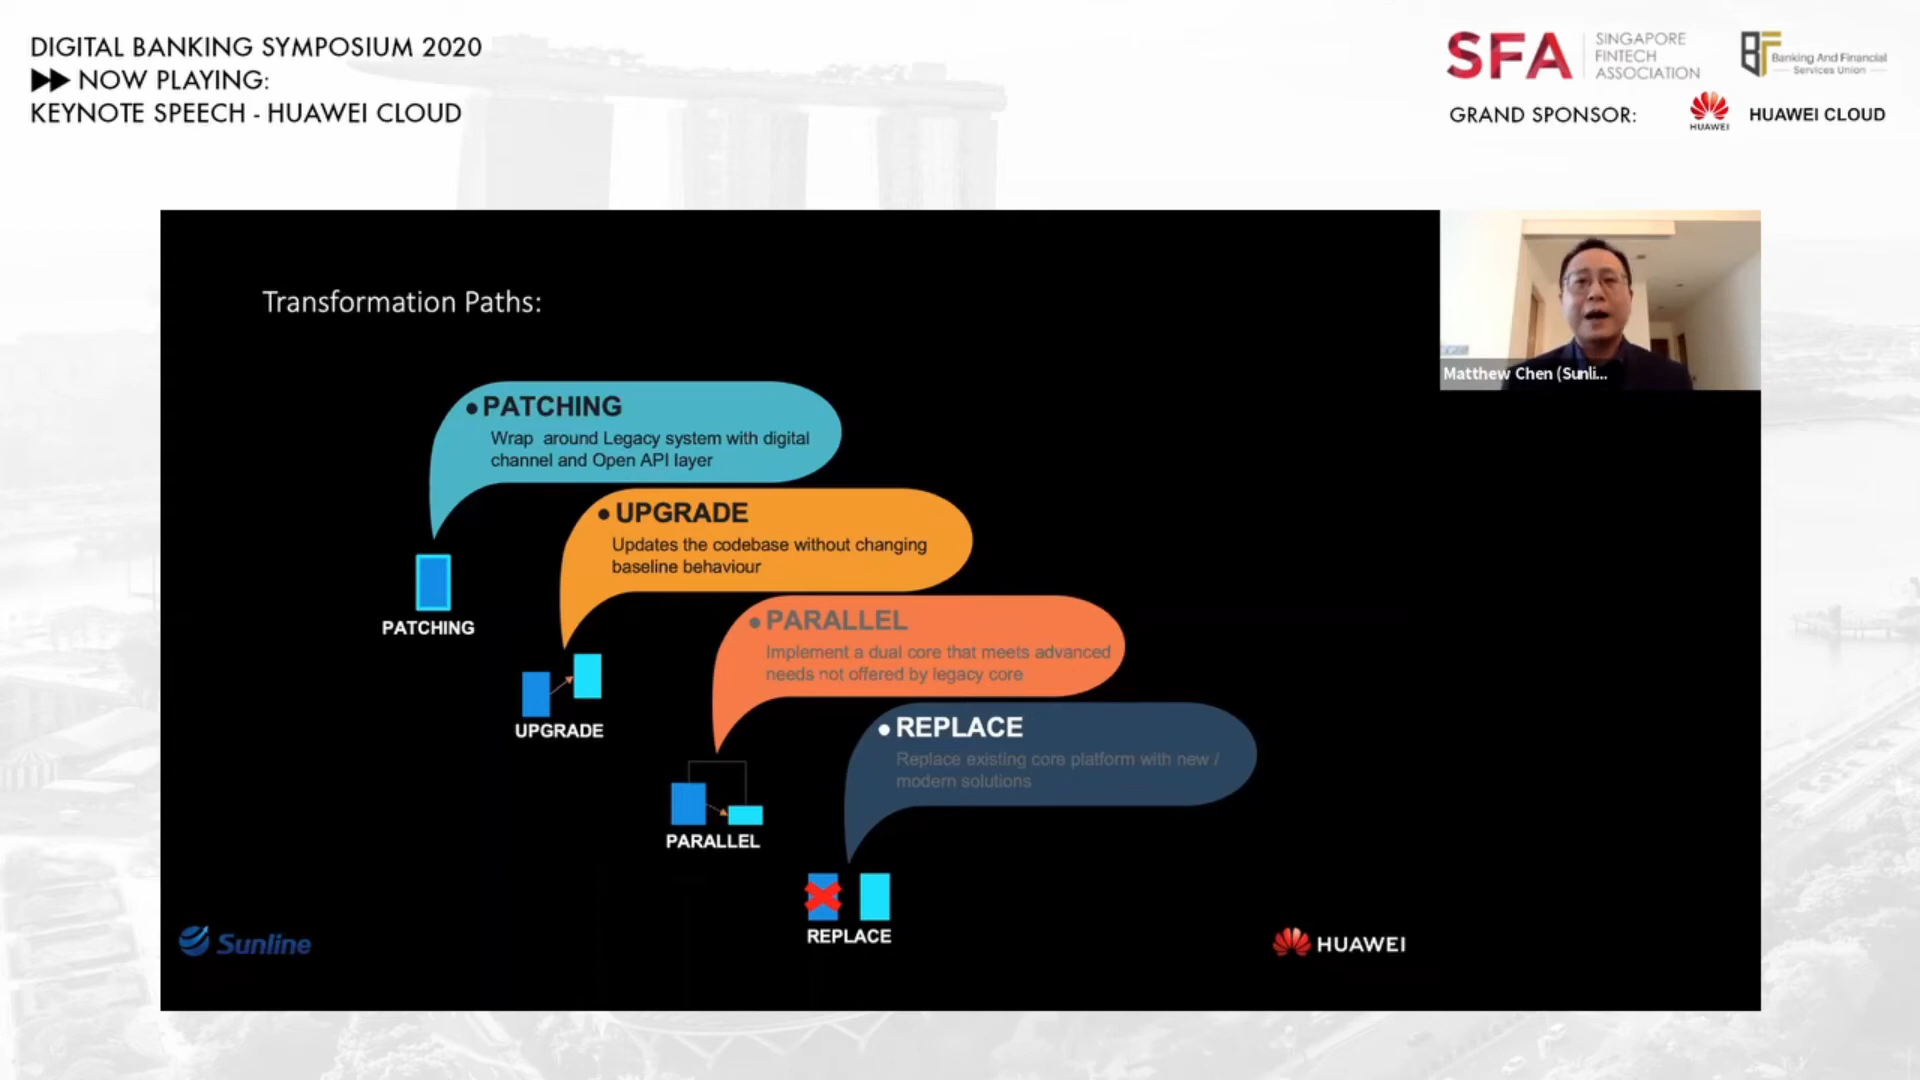 DIGITAL BANKING SYMPOSIUM 2020
NOW PLAYING:
KEYNOTE SPEECH - HUAWEI CLOUD
SFA
SINGAPORE
FINTECH
ASSOCIATION
BF
Banking And Financial
Services Union
GRAND SPONSOR:
HUAWEI
HUAWEI CLOUD
Matthew Chen (Sunli...
Transformation Paths:
• PATCHING
Wrap around Legacy system with digital
channel and Open API layer
• UPGRADE
Updates the codebase without changing
baseline behaviour
• PARALLEL
Implement a dual core that meets advanced
needs not offered by legacy core
• REPLACE
Replace existing core platform with new /
modern solutions
PATCHING
UPGRADE
PARALLEL
REPLACE
Sunline
HUAWEI